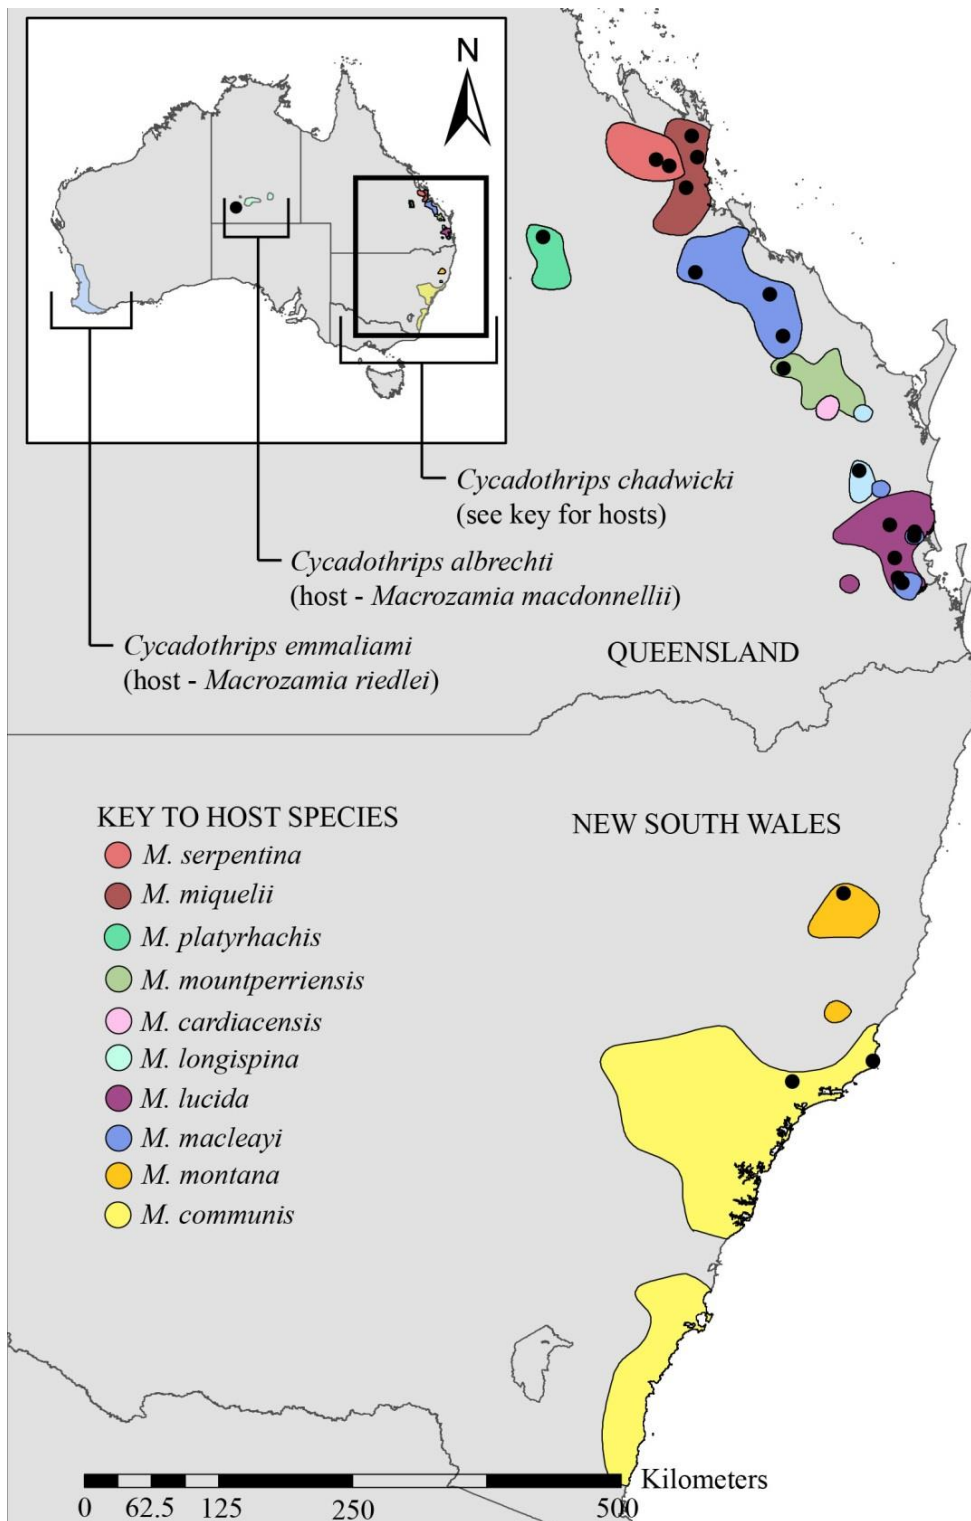 N
Cycadothrips chadwicki
(see key for hosts)
Cycadothrips albrechti
(host - Macrozamia macdonnellii)
Cycadothrips emmaliami
(host - Macrozamia riedlei)
QUEENSLAND
NEW SOUTH WALES
KEY TO HOST SPECIES
M. serpentina
M. miquelii
M. platyrhachis
M. mountperriensis
M. cardiacensis
M. longispina
M. lucida
M. macleayi
M. montana
M. communis
Kilometers
0 62.5 125 250 500